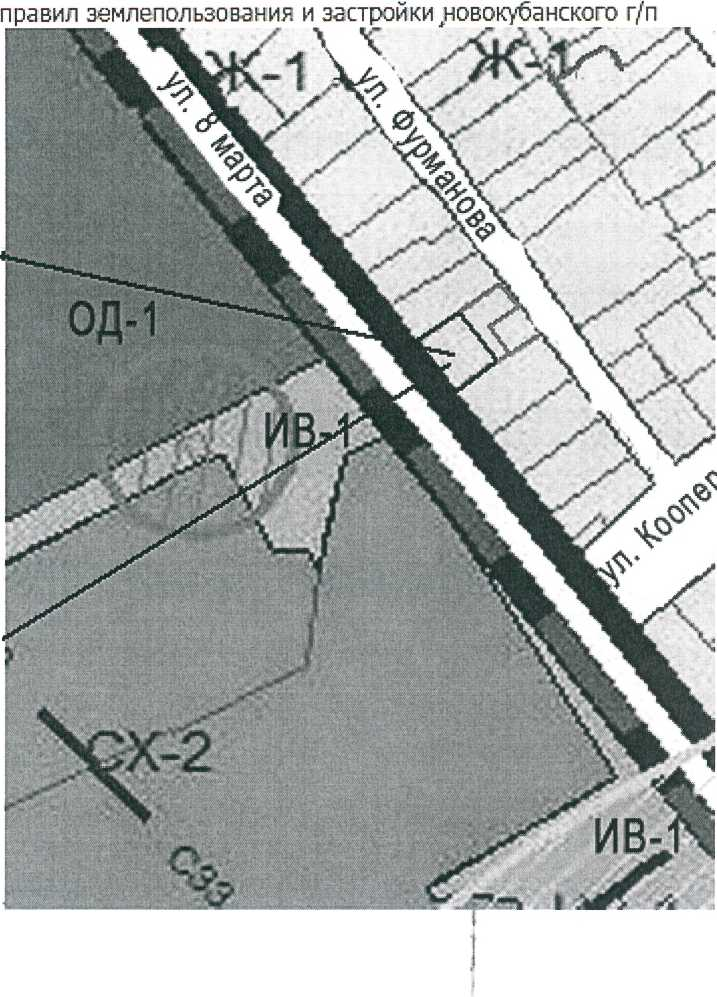 правил землепользования и застройки новокубанского г/п
Ж-1
Ж-1
ул. 8 марта
ул. Фурманова
ОД-1
ИВ-1
ул. Коопер
СХ-2
СЗЗ
ИВ-1